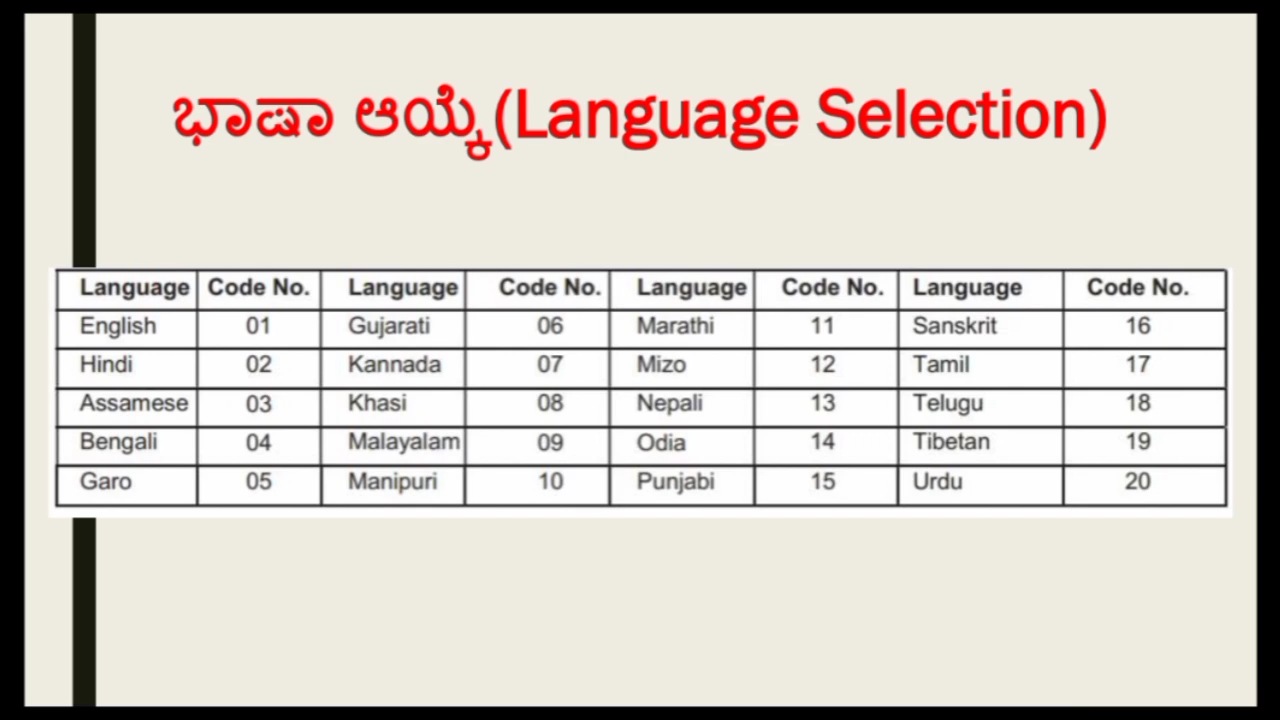 ಭಾಷಾ ಆಯ್ಕೆ(Language Selection)
Language Code No. Language Code No. Language Code No. Language Code No.
English 01 Gujarati 06 Marathi 11 Sanskrit 16
Hindi 02 Kannada 07 Mizo 12 Tamil 17
Assamese 03 Khasi 08 Nepali 13 Telugu 18
Bengali 04 Malayalam 09 Odia 14 Tibetan 19
Garo 05 Manipuri 10 Punjabi 15 Urdu 20